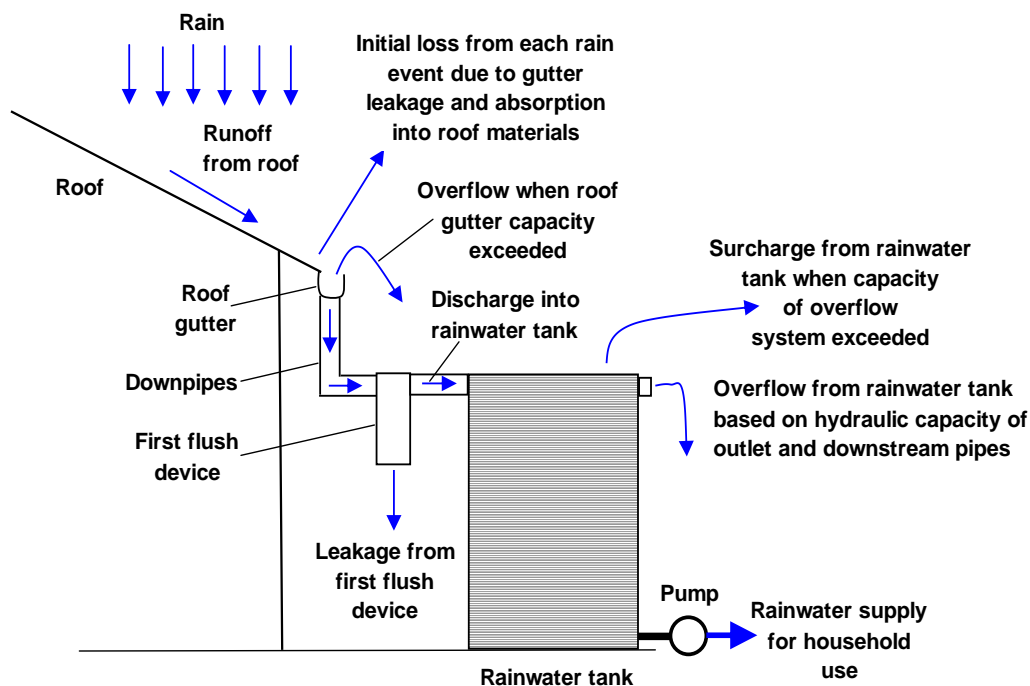 Rain
Initial loss from each rain
event due to gutter
leakage and absorption
into roof materials
Runoff
from roof
Roof
Overflow when roof
gutter capacity
exceeded
Surcharge from rainwater
tank when capacity
of overflow
system exceeded
Roof
gutter
Discharge into
rainwater tank
Downpipes
Overflow from rainwater tank
based on hydraulic capacity of
outlet and downstream pipes
First flush
device
Leakage from
first flush
device
Pump
Rainwater supply
for household
use
Rainwater tank